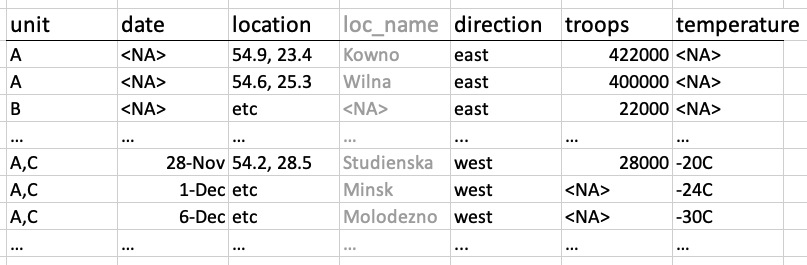 unit date location loc_name direction troops temperature
A <NA> 54.9, 23.4 Kowno east 422000 <NA>
A <NA> 54.6, 25.3 Wilna east 400000 <NA>
B <NA> etc <NA> east 22000 <NA>
... ... ... ... ... ... ...
A,C 28-Nov 54.2, 28.5 Studienska west 28000 -20C
A,C 1-Dec etc Minsk west <NA> -24C
A,C 6-Dec etc Molodezno west <NA> -30C
... ... ... ... ... ... ...